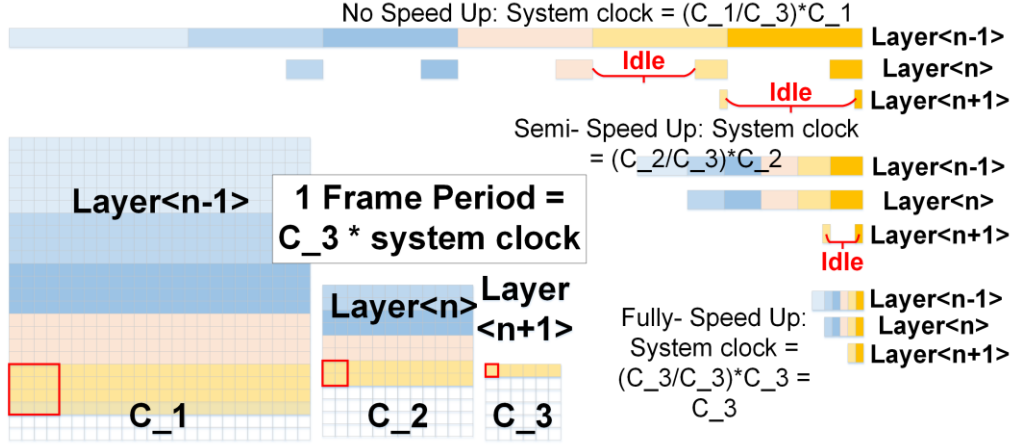 No Speed Up: System clock = (C_1/C_3)*C_1
Layer<n-1>
Idle
Layer<n>
Idle
Layer<n+1>
Semi- Speed Up: System clock
= (C_2/C_3)*C_2
Layer<n-1>
Layer<n>
Layer<n+1>
Idle
Layer<n-1>
1 Frame Period =
C_3 * system clock
Layer<n>
Layer
<n+1>
C_1
C_2
C_3
Fully- Speed Up:
System clock =
(C_3/C_3)*C_3 =
C_3
Layer<n-1>
Layer<n>
Layer<n+1>